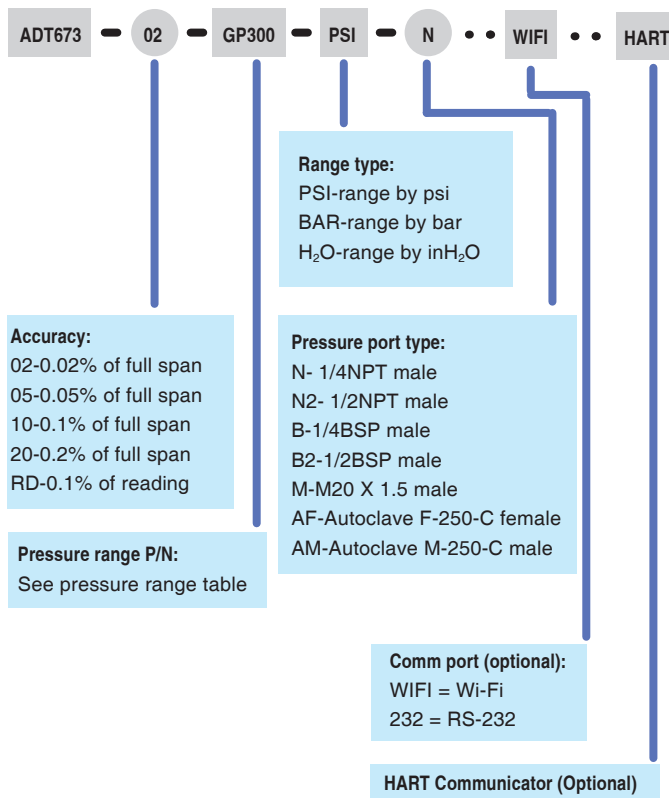 ADT673 02 GP300 PSI N WIFI HART
Range type:
PSI-range by psi
BAR-range by bar
H₂O-range by inH₂O
Accuracy:
02-0.02% of full span
05-0.05% of full span
10-0.1% of full span
20-0.2% of full span
RD-0.1% of reading
Pressure port type:
N- 1/4NPT male
N2- 1/2NPT male
B-1/4BSP male
B2-1/2BSP male
M-M20 X 1.5 male
AF-Autoclave F-250-C female
AM-Autoclave M-250-C male
Pressure range P/N:
See pressure range table
Comm port (optional):
WIFI = Wi-Fi
232 = RS-232
HART Communicator (Optional)